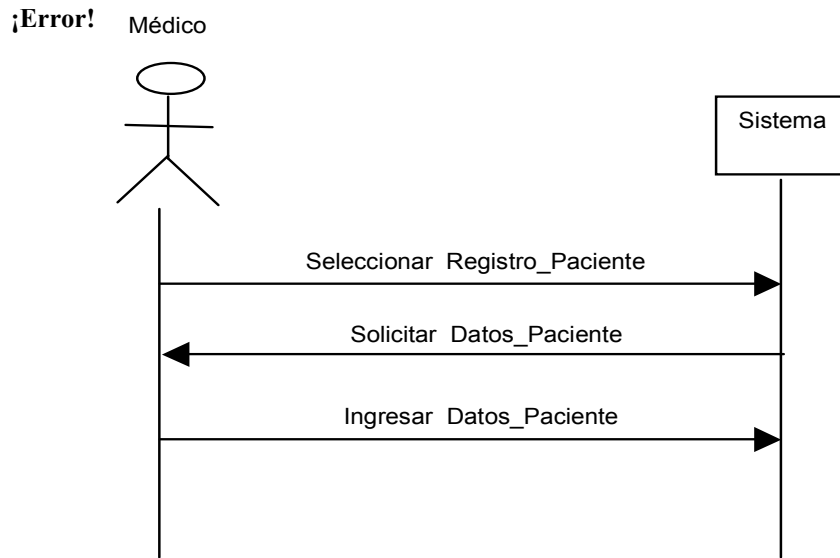 ¡Error!
Médico
Sistema
Seleccionar Registro_Paciente
Solicitar Datos_Paciente
Ingresar Datos_Paciente